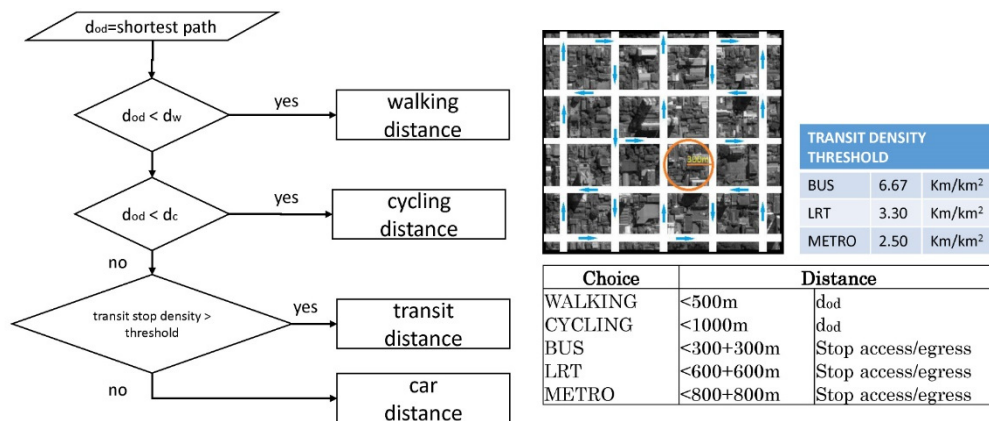 dod=shortest path
dod < dw
yes
walking
distance
dod < dc
yes
cycling
distance
no
transit stop density >
threshold
yes
transit
distance
no
car
distance
300m
TRANSIT DENSITY
THRESHOLD
BUS 6.67 Km/km²
LRT 3.30 Km/km²
METRO 2.50 Km/km²
Choice Distance
WALKING <500m dod
CYCLING <1000m dod
BUS <300+300m Stop access/egress
LRT <600+600m Stop access/egress
METRO <800+800m Stop access/egress